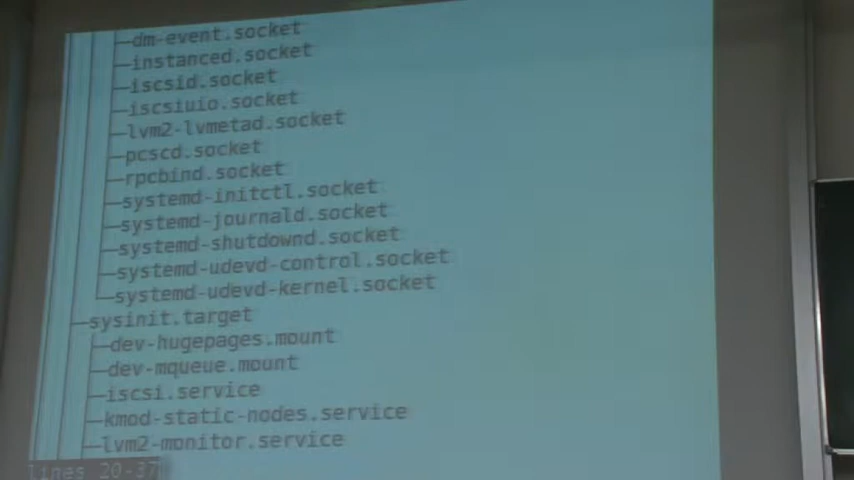 ├─dm-event.socket
├─instanced.socket
├─iscsid.socket
├─iscsiuio.socket
├─lvm2-lvmetad.socket
├─pcscd.socket
├─rpcbind.socket
├─systemd-initctl.socket
├─systemd-journald.socket
├─systemd-shutdownd.socket
├─systemd-udevd-control.socket
└─systemd-udevd-kernel.socket
├─sysinit.target
├─dev-hugepages.mount
├─dev-mqueue.mount
├─iscsi.service
├─kmod-static-nodes.service
├─lvm2-monitor.service
lines 20-37